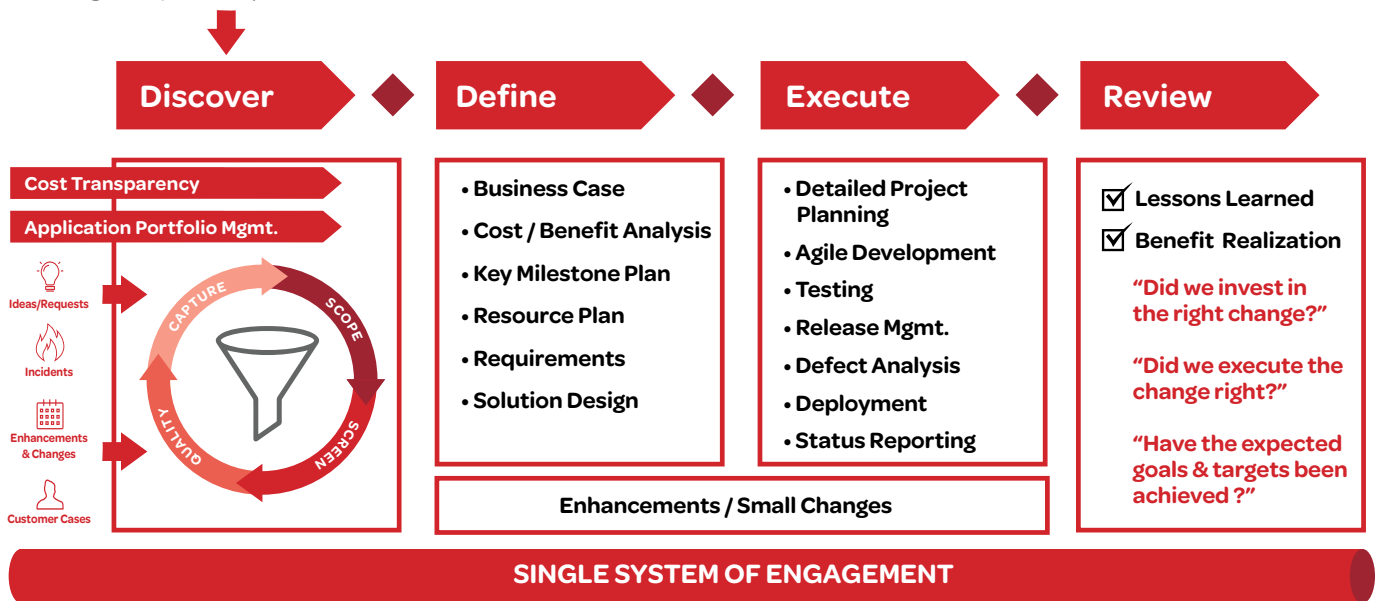 Discover
Define
Execute
Review
Cost Transparency
Application Portfolio Mgmt.
Ideas/Requests
Incidents
Enhancements
& Changes
Customer Cases
CAPTURE
SCOPE
SCREEN
QUALITY
• Business Case
• Cost / Benefit Analysis
• Key Milestone Plan
• Resource Plan
• Requirements
• Solution Design
• Detailed Project
Planning
• Agile Development
• Testing
• Release Mgmt.
• Defect Analysis
• Deployment
• Status Reporting
Enhancements / Small Changes
Lessons Learned
Benefit Realization
“Did we invest in
the right change?”
“Did we execute the
change right?”
“Have the expected
goals & targets been
achieved ?”
SINGLE SYSTEM OF ENGAGEMENT